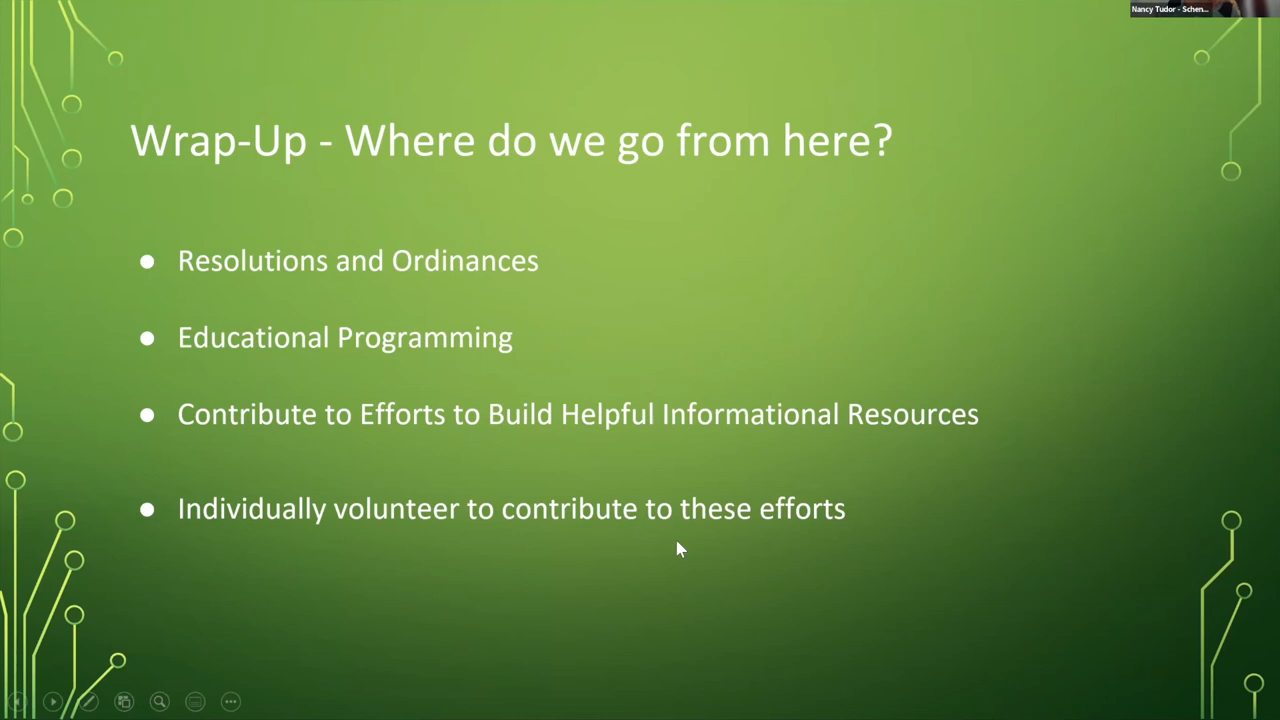 Nancy Tudor - Schen...
Wrap-Up - Where do we go from here?
● Resolutions and Ordinances
● Educational Programming
● Contribute to Efforts to Build Helpful Informational Resources
● Individually volunteer to contribute to these efforts